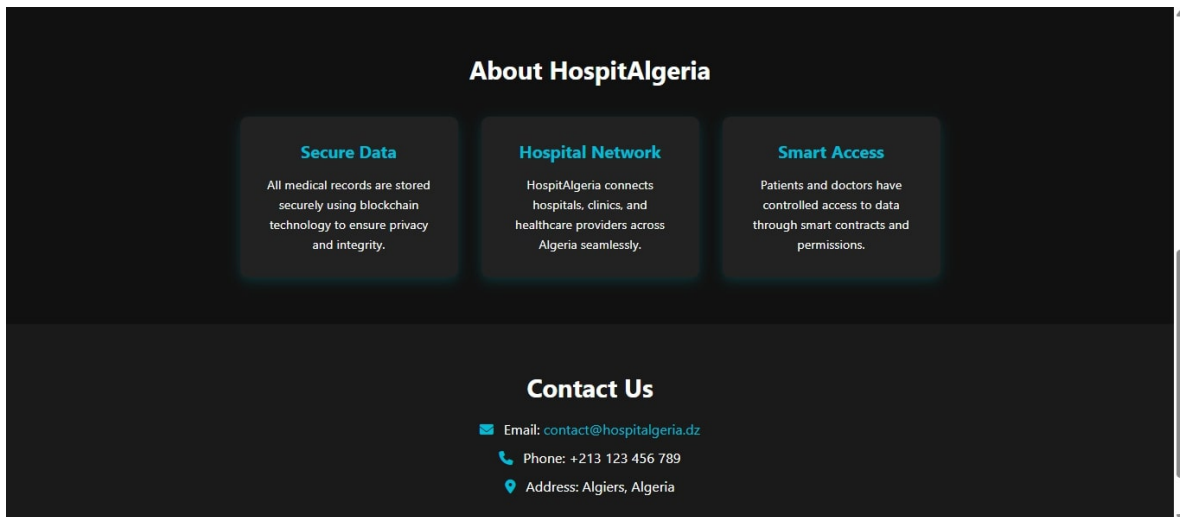 About HospitAlgeria
Secure Data
All medical records are stored
securely using blockchain
technology to ensure privacy
and integrity.
Hospital Network
HospitAlgeria connects
hospitals, clinics, and
healthcare providers across
Algeria seamlessly.
Smart Access
Patients and doctors have
controlled access to data
through smart contracts and
permissions.
Contact Us
Email: contact@hospitalgeria.dz
Phone: +213 123 456 789
Address: Algiers, Algeria